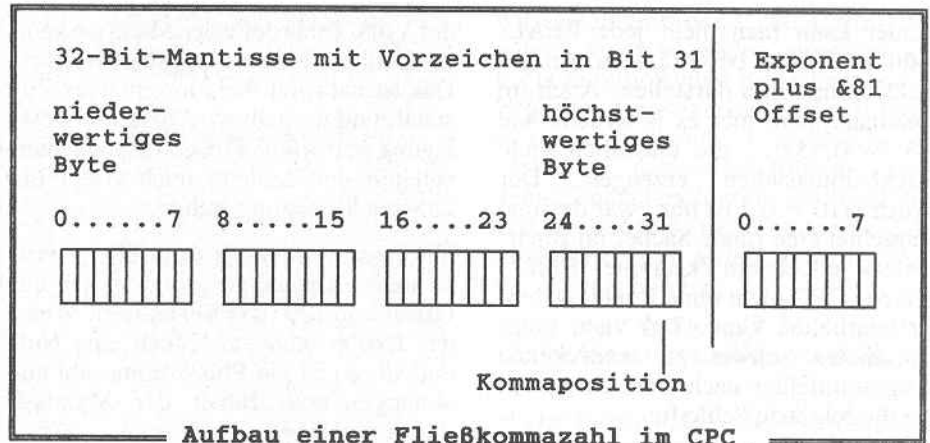 32-Bit-Mantisse mit Vorzeichen in Bit 31
Exponent
plus &81
Offset
nieder-
wertiges
Byte
höchst-
wertiges
Byte
0......7 8......15 16....23 24....31 0......7
Kommaposition
Aufbau einer Fließkommazahl im CPC